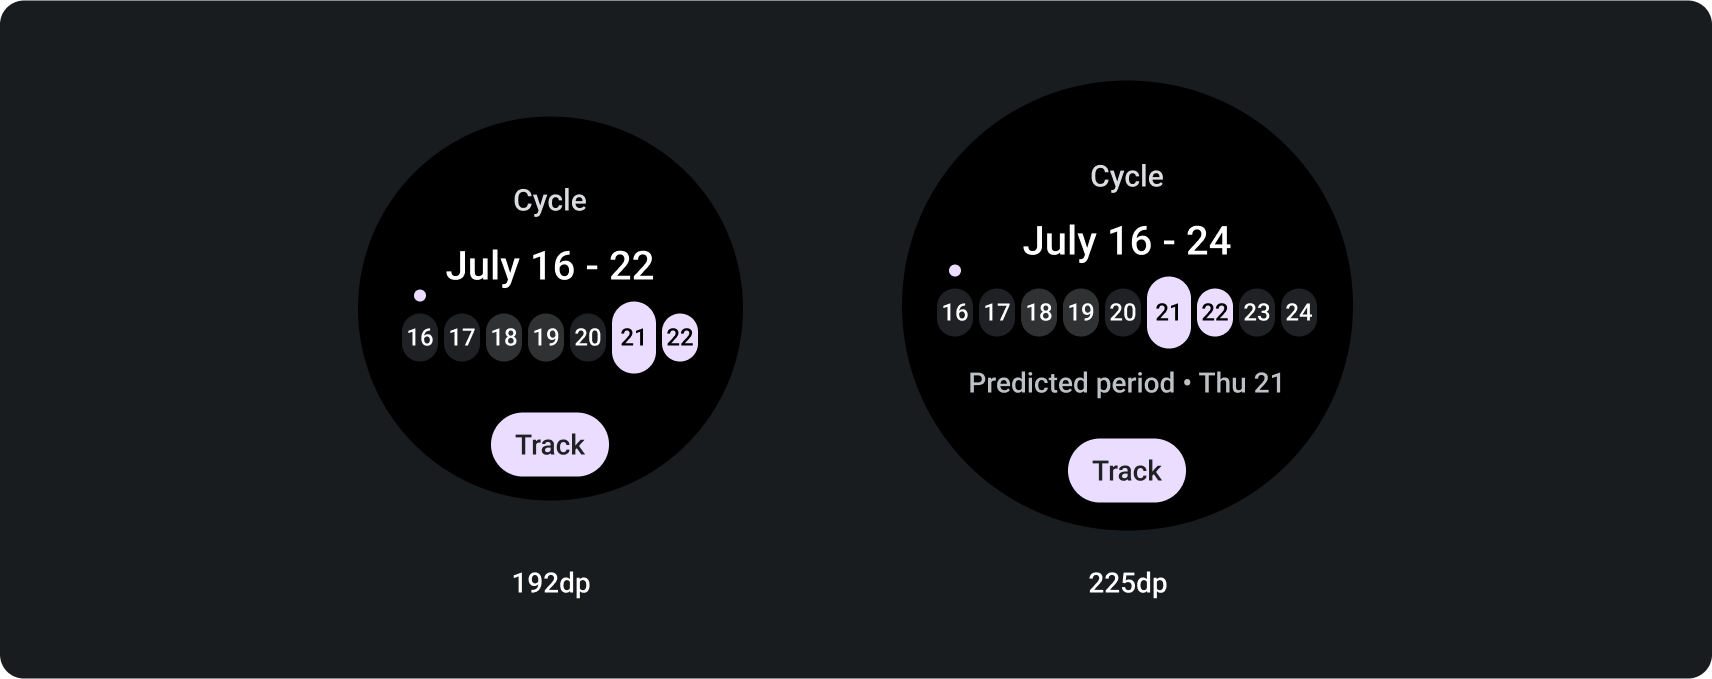 Cycle
July 16 - 22
16 17 18 19 20 21 22
Track
192dp
Cycle
July 16 - 24
16 17 18 19 20 21 22 23 24
Predicted period • Thu 21
Track
225dp